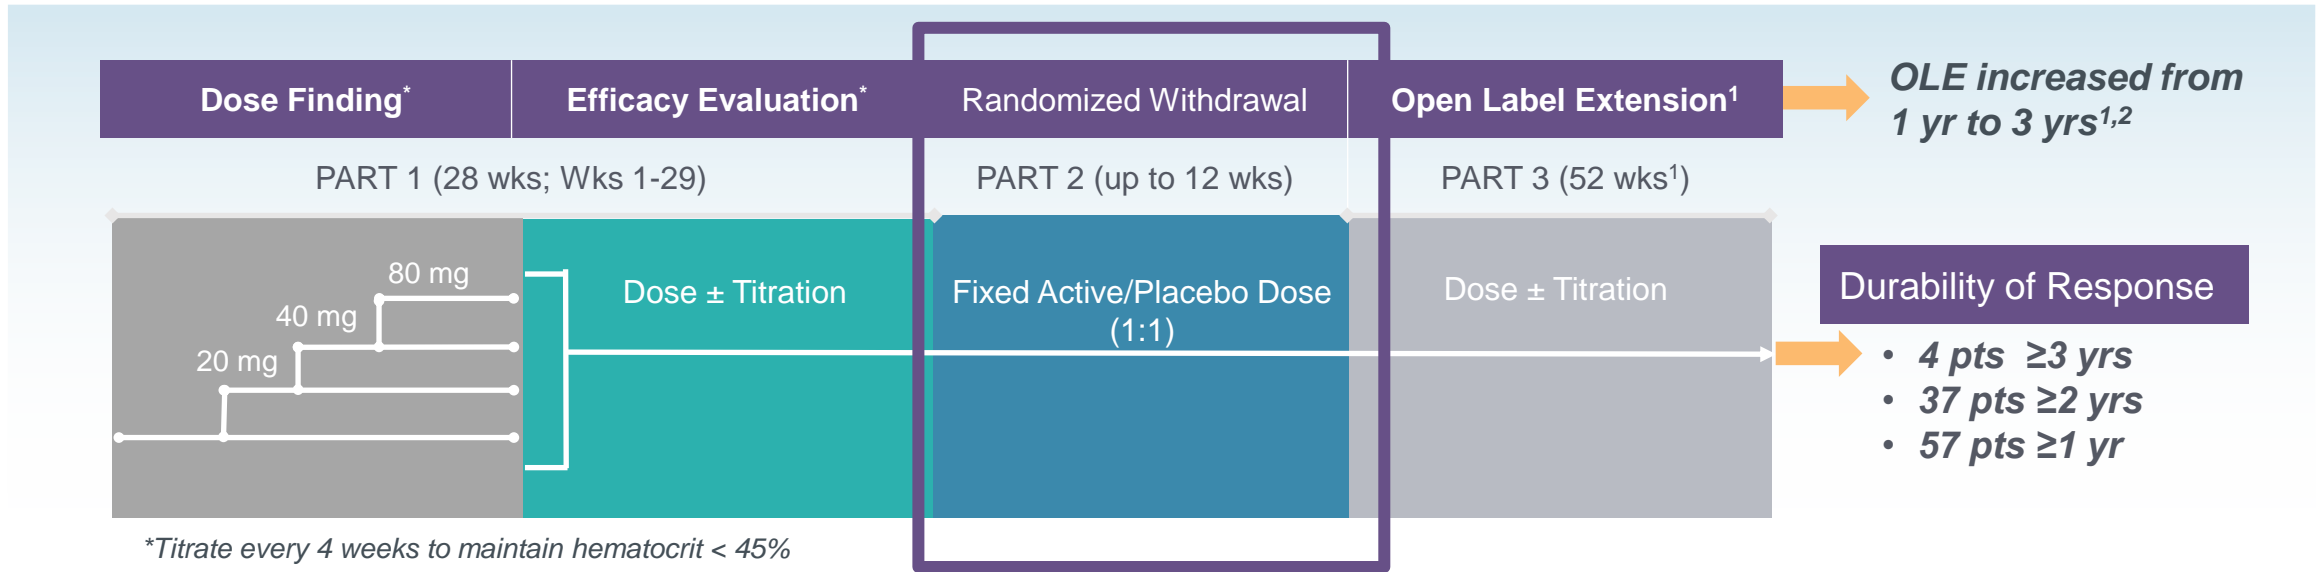 Dose Finding*
Efficacy Evaluation*
Randomized Withdrawal
Open Label Extension¹
OLE increased from
1 yr to 3 yrs¹,²
PART 1 (28 wks; Wks 1-29)
PART 2 (up to 12 wks)
PART 3 (52 wks¹)
80 mg
40 mg
20 mg
Dose ± Titration
Fixed Active/Placebo Dose
(1:1)
Dose ± Titration
Durability of Response
• 4 pts ≥3 yrs
• 37 pts ≥2 yrs
• 57 pts ≥1 yr
*Titrate every 4 weeks to maintain hematocrit < 45%